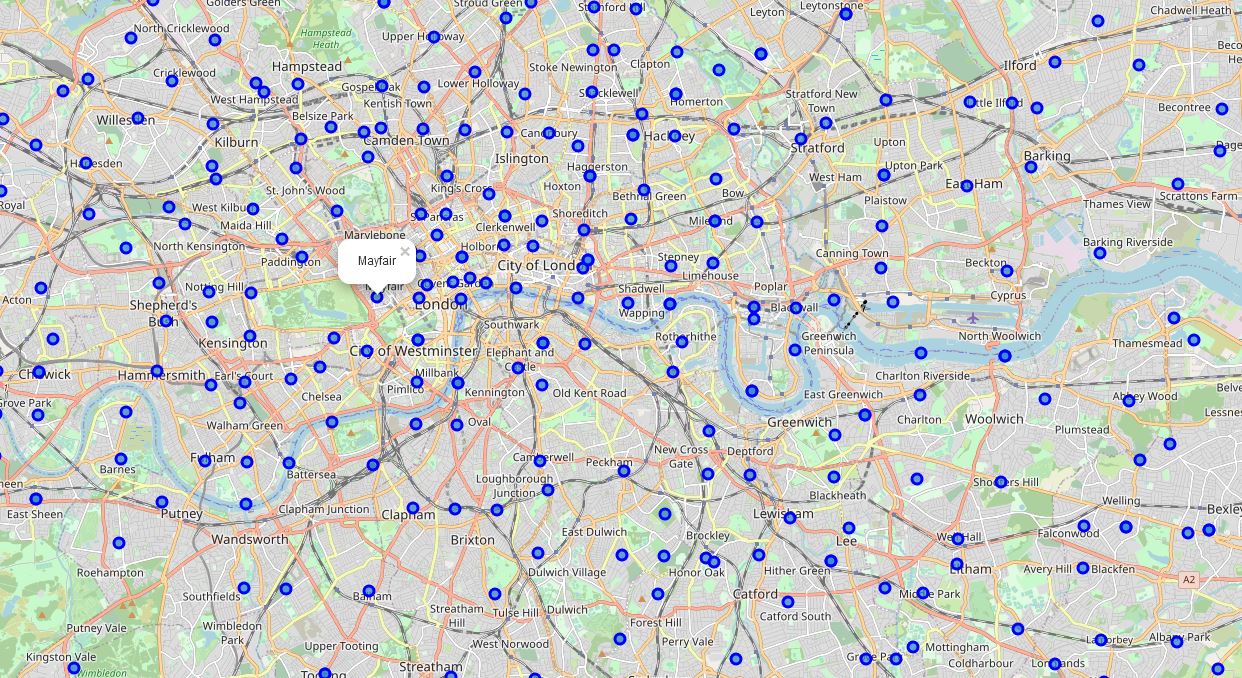 Golders Green
Stroud Green
Stamford Hill
Leyton
Leytonstone
Chadwell Heath
North Cricklewood
Hampstead
Heath
Upper Holloway
Ilford
Cricklewood
Hampstead
Stoke Newington
Clapton
West Hampstead
Gospel Oak
Lower Holloway
Kentish Town
Shacklewell
Homerton
Stratford New
Town
Little Ilford
Becontree
Willesden
Belsize Park
Kilburn
Camden Town
Canonbury
Hackney
Stratford
Upton
Harlesden
Islington
Haggerston
Upton Park
Barking
St. John's Wood
King's Cross
Hoxton
Bethnal Green
Bow
West Ham
East Ham
Scrattons Farm
Royal
West Kilburn
Maida Hill
St Pancras
Clerkenwell
Shoreditch
Mile End
Plaistow
Thames View
Marylebone
North Kensington
Paddington
Holborn
City of London
Stepney
Limehouse
Canning Town
Beckton
Barking Riverside
Mayfair
×
Acton
Notting Hill
Covent Garden
Shadwell
Poplar
Cyprus
Shepherd's
Bush
London
Wapping
Blackwall
Kensington
Southwark
Rotherhithe
Greenwich
Peninsula
North Woolwich
Thamesmead
City of Westminster
Elephant and
Castle
Chiswick
Hammersmith
Earl's Court
Millbank
Pimlico
Kennington
Old Kent Road
Charlton Riverside
Grove Park
Chelsea
East Greenwich
Abbey Wood
Walham Green
Oval
Greenwich
Charlton
Woolwich
Plumstead
Barnes
Fulham
Battersea
Camberwell
Peckham
New Cross
Gate
Deptford
Loughborough
Junction
Blackheath
Shooters Hill
East Sheen
Putney
Clapham Junction
Clapham
Lewisham
Welling
Wandsworth
Brixton
East Dulwich
Brockley
Lee
Well Hall
Falconwood
Roehampton
Dulwich Village
Honor Oak
Hither Green
Eltham
Avery Hill
Blackfen
A2
Southfields
Balham
Streatham
Hill
Tulse Hill
Dulwich
Catford
Catford South
Middle Park
Putney Vale
Wimbledon
Park
Forest Hill
Upper Tooting
West Norwood
Perry Vale
Mottingham
Lamorbey
Albany Park
Kingston Vale
Wimbledon
Streatham
Grove Park
Coldharbour
Longlands